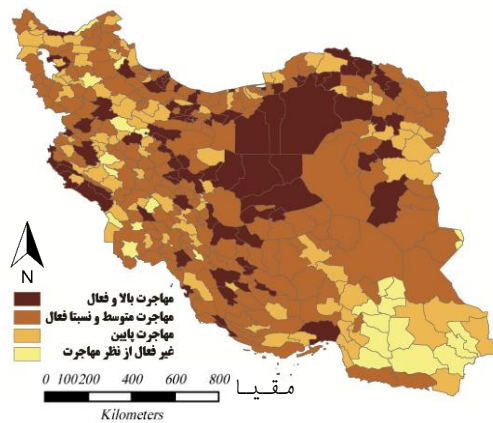 N
مهاجرت بالا و فعال
مهاجرت متوسط و نسبتا فعال
مهاجرت پایین
غیر فعال از نظر مهاجرت
0 100200 400 600 800
Kilometers
مقیا